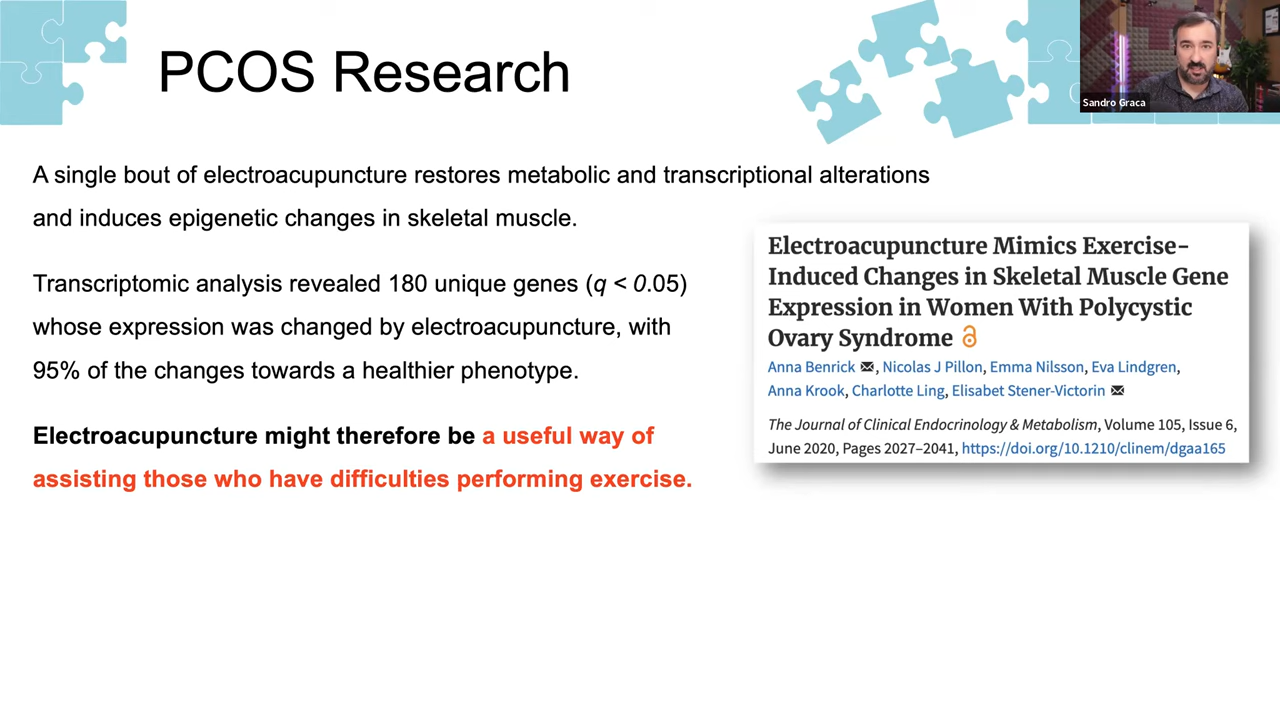 PCOS Research
Sandro Graca
A single bout of electroacupuncture restores metabolic and transcriptional alterations
and induces epigenetic changes in skeletal muscle.
Transcriptomic analysis revealed 180 unique genes (q < 0.05)
whose expression was changed by electroacupuncture, with
95% of the changes towards a healthier phenotype.
Electroacupuncture might therefore be a useful way of
assisting those who have difficulties performing exercise.
Electroacupuncture Mimics Exercise-
Induced Changes in Skeletal Muscle Gene
Expression in Women With Polycystic
Ovary Syndrome
Anna Benrick, Nicolas J Pillon, Emma Nilsson, Eva Lindgren,
Anna Krook, Charlotte Ling, Elisabet Stener-Victorin
The Journal of Clinical Endocrinology & Metabolism, Volume 105, Issue 6,
June 2020, Pages 2027–2041, https://doi.org/10.1210/clinem/dgaa165